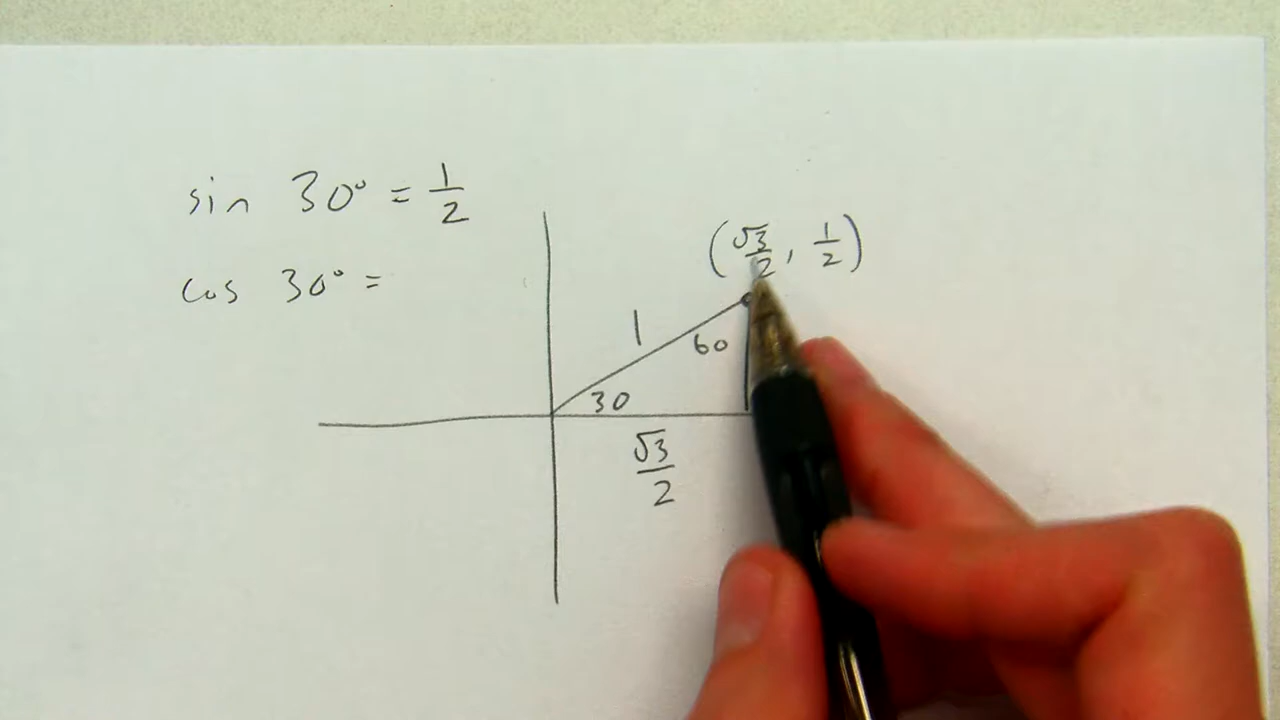 sin 30° = 1/2
cos 30° =
(√3/2, 1/2)
1
60
30
√3/2